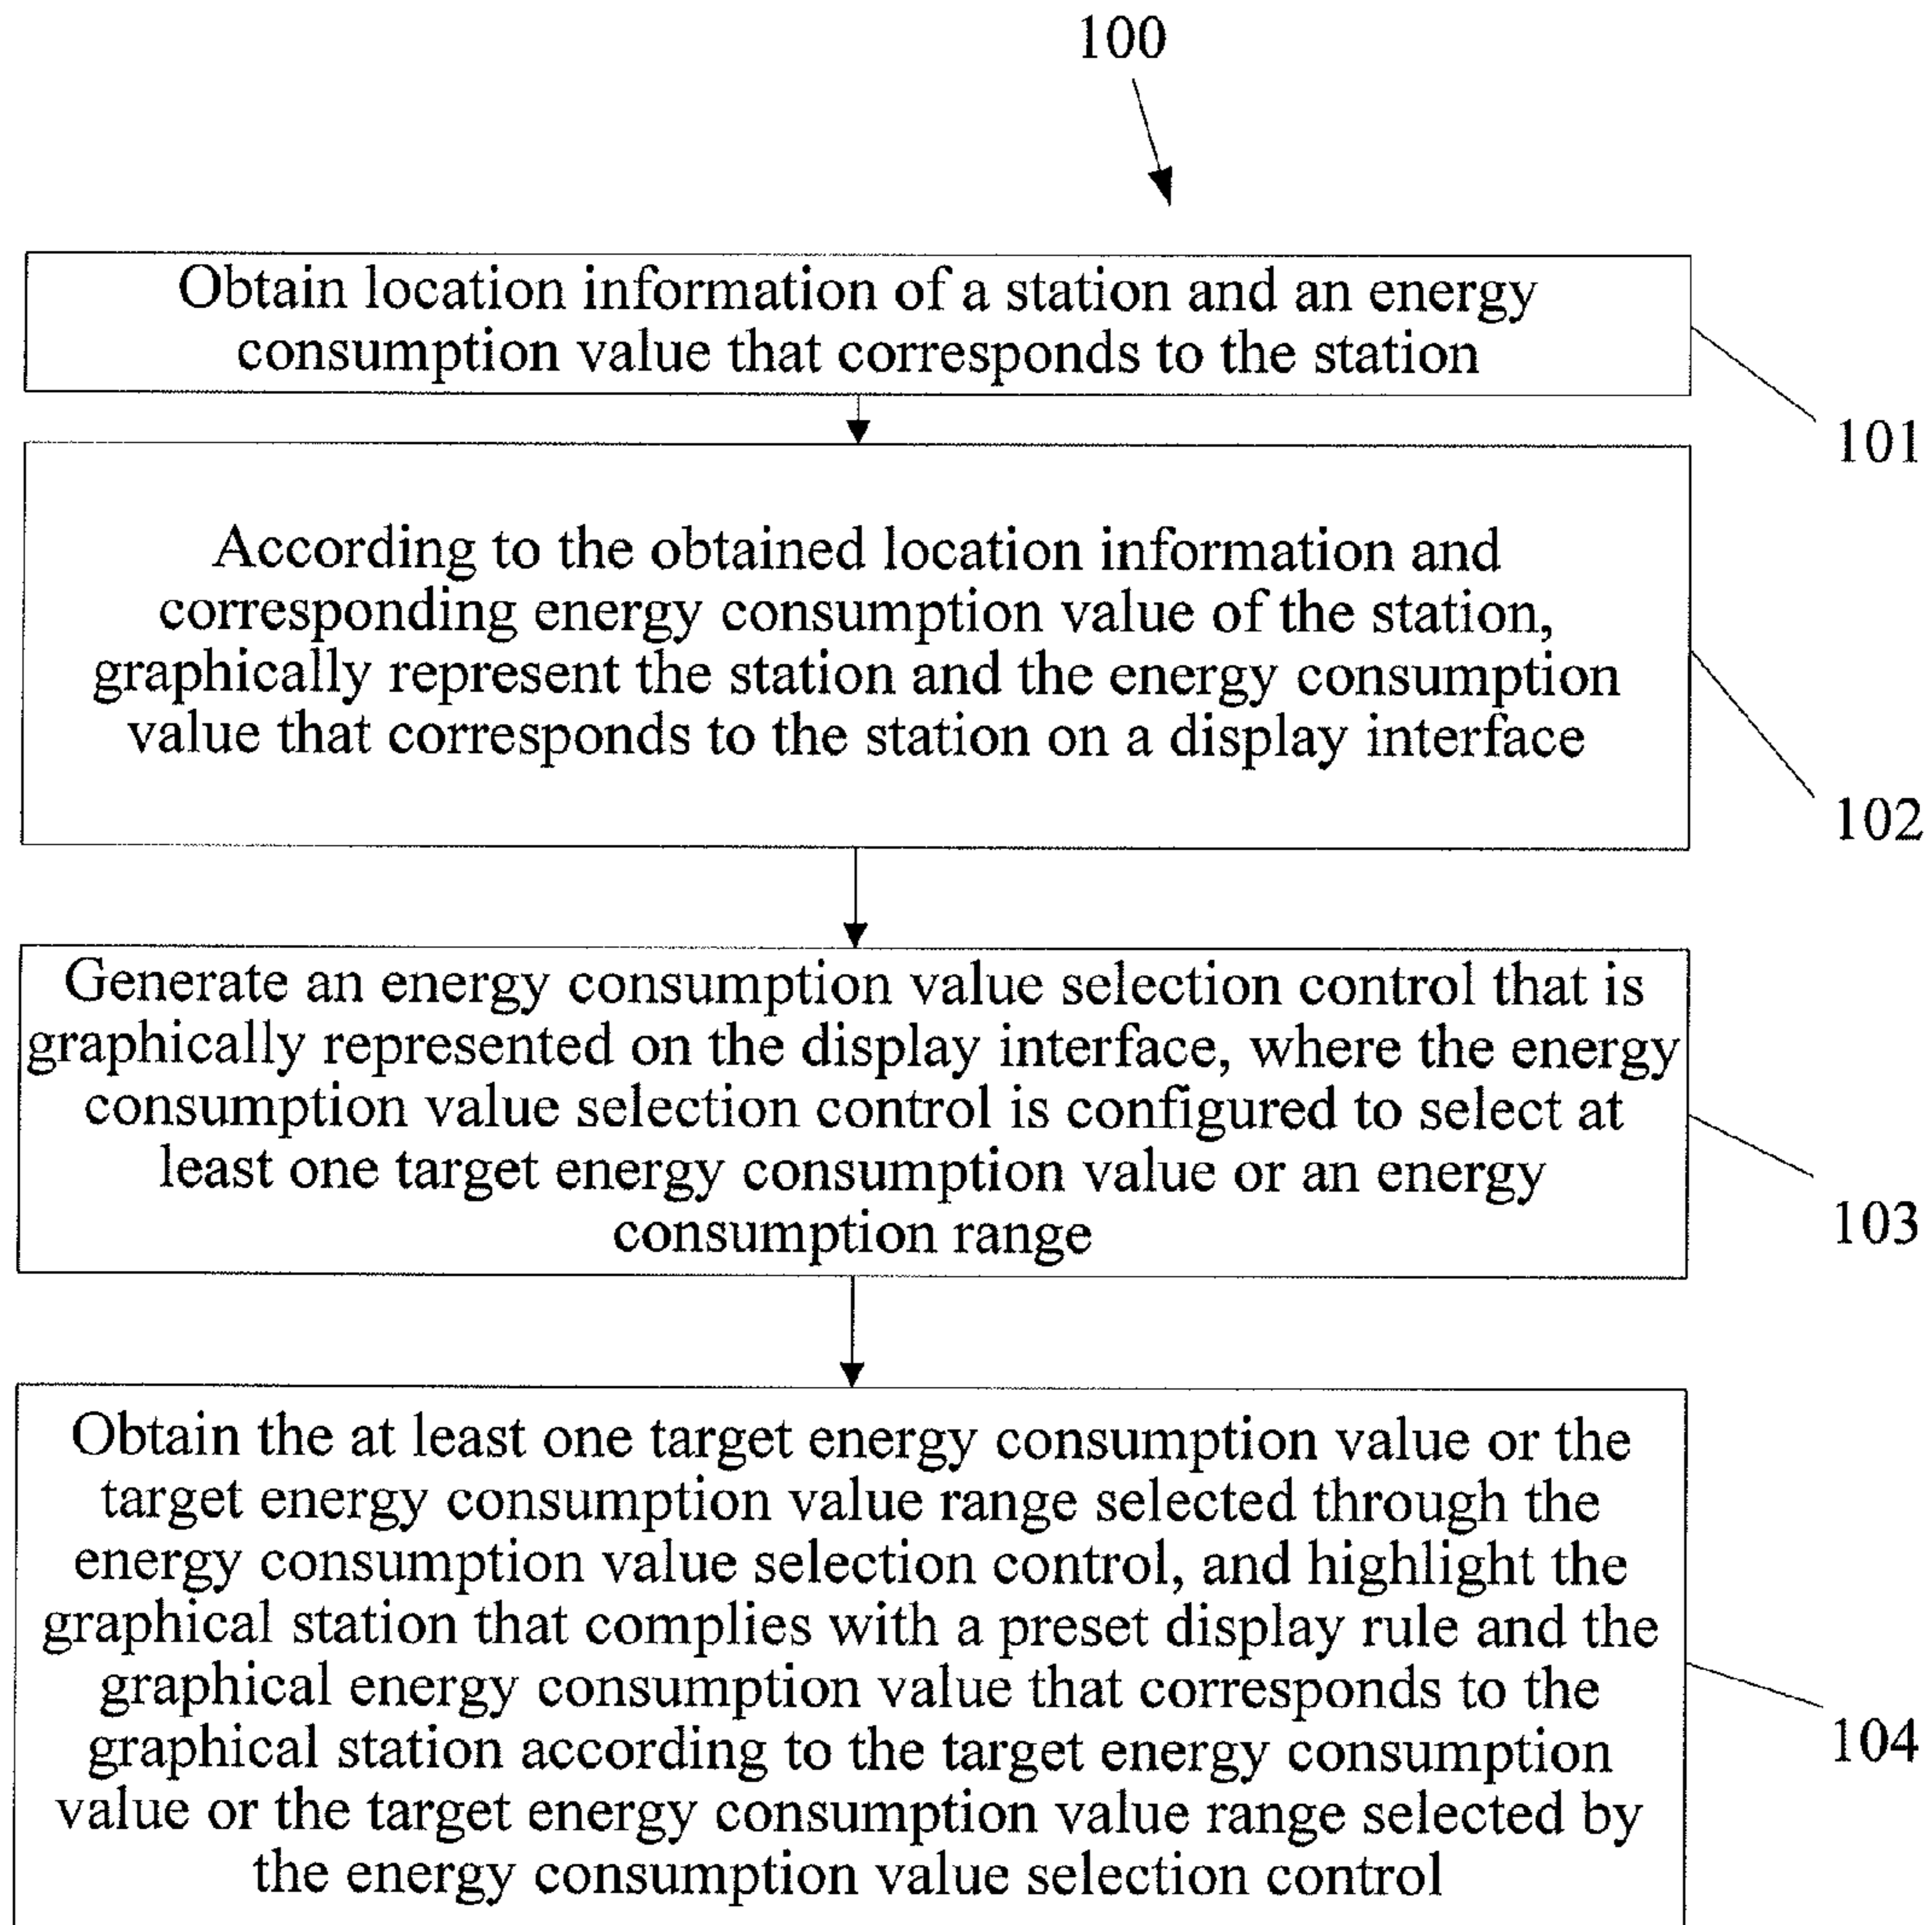 100
Obtain location information of a station and an energy
consumption value that corresponds to the station
101
According to the obtained location information and
corresponding energy consumption value of the station,
graphically represent the station and the energy consumption
value that corresponds to the station on a display interface
102
Generate an energy consumption value selection control that is
graphically represented on the display interface, where the energy
consumption value selection control is configured to select at
least one target energy consumption value or an energy
consumption range
103
Obtain the at least one target energy consumption value or the
target energy consumption value range selected through the
energy consumption value selection control, and highlight the
graphical station that complies with a preset display rule and the
graphical energy consumption value that corresponds to the
graphical station according to the target energy consumption
value or the target energy consumption value range selected by
the energy consumption value selection control
104